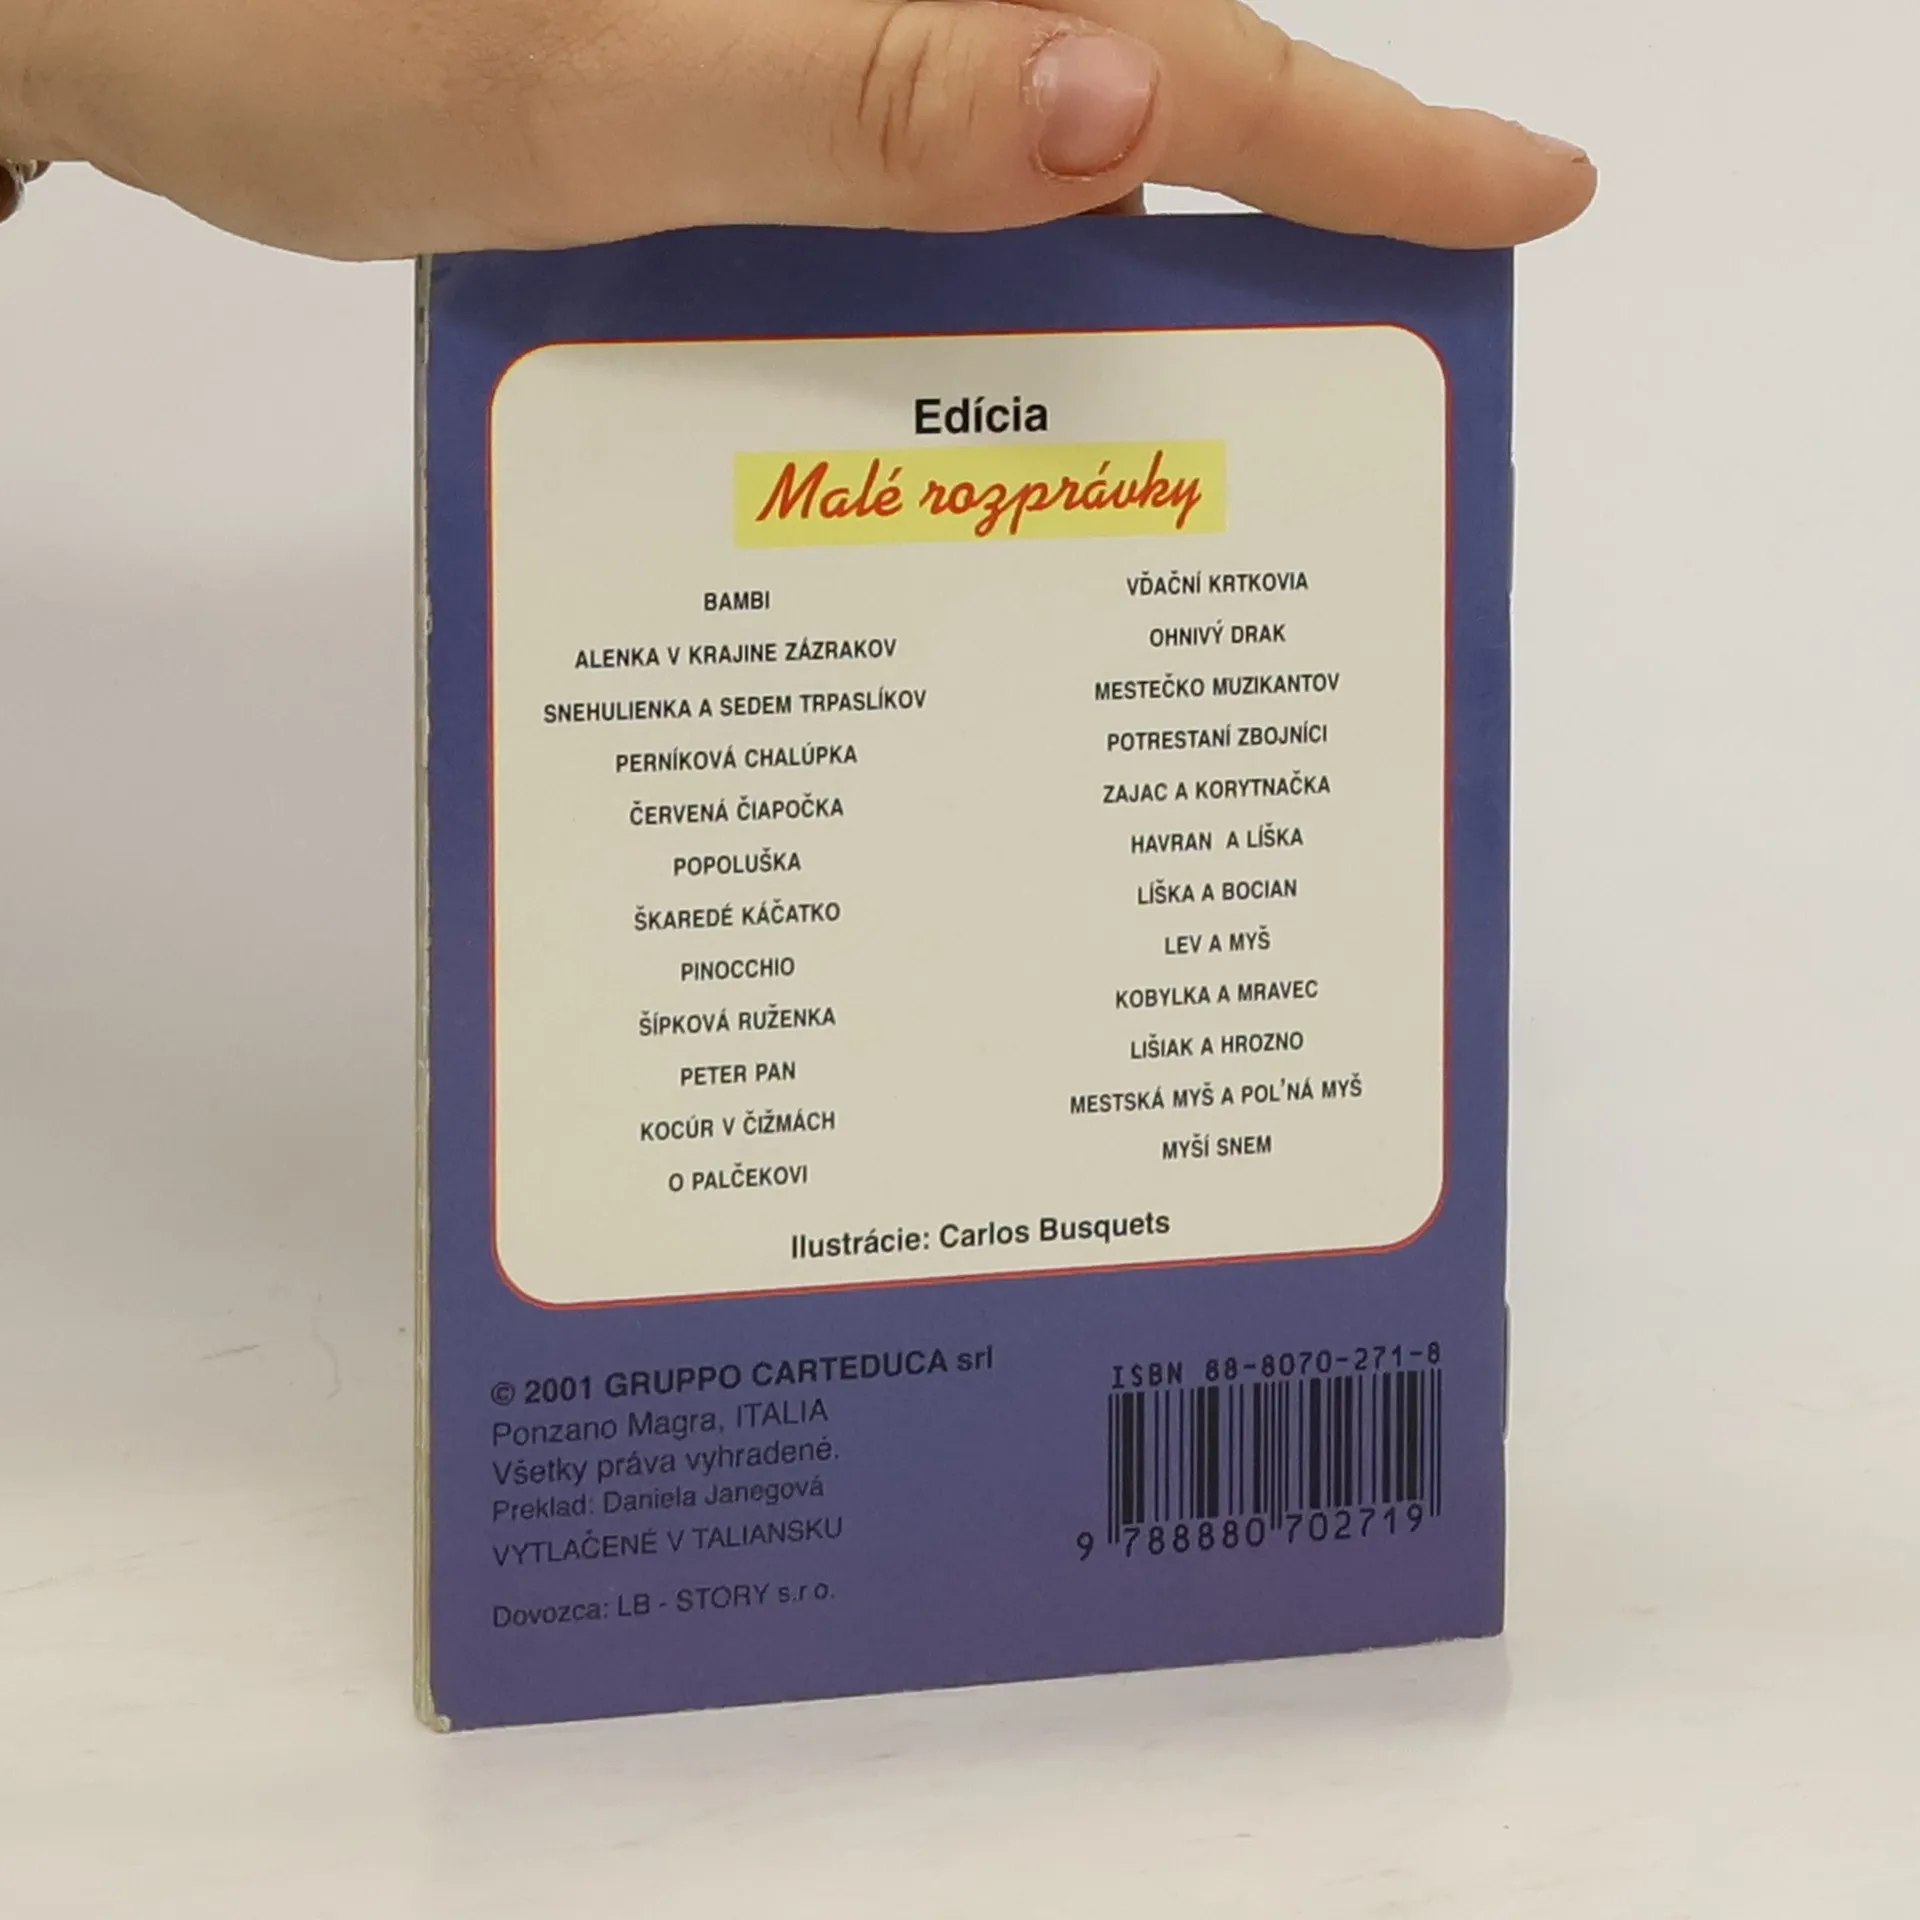 Edícia
Malé rozprávky
BAMBI
ALENKA V KRAJINE ZÁZRAKOV
SNEHULIENKA A SEDEM TRPASLÍKOV
PERNÍKOVÁ CHALÚPKA
ČERVENÁ ČIAPOČKA
POPOLUŠKA
ŠKAREDÉ KÁČATKO
PINOCCHIO
ŠÍPKOVÁ RUŽENKA
PETER PAN
KOCÚR V ČIŽMÁCH
O PALČEKOVI
VĎAČNÍ KRTKOVIA
OHNIVÝ DRAK
MESTEČKO MUZIKANTOV
POTRESTANÍ ZBOJNÍCI
ZAJAC A KORYTNAČKA
HAVRAN A LÍŠKA
LÍŠKA A BOCIAN
LEV A MYŠ
KOBYLKA A MRAVEC
LIŠIAK A HROZNO
MESTSKÁ MYŠ A POL'NÁ MYŠ
MYŠÍ SNEM
Ilustrácie: Carlos Busquets
© 2001 GRUPPO CARTEDUCA srl
Ponzano Magra, ITALIA
Všetky práva vyhradené.
Preklad: Daniela Janegová
VYTLAČENÉ V TALIANSKU
Dovozca: LB - STORY s.r.o.
ISBN 88-8070-271-8
9 788880 702719